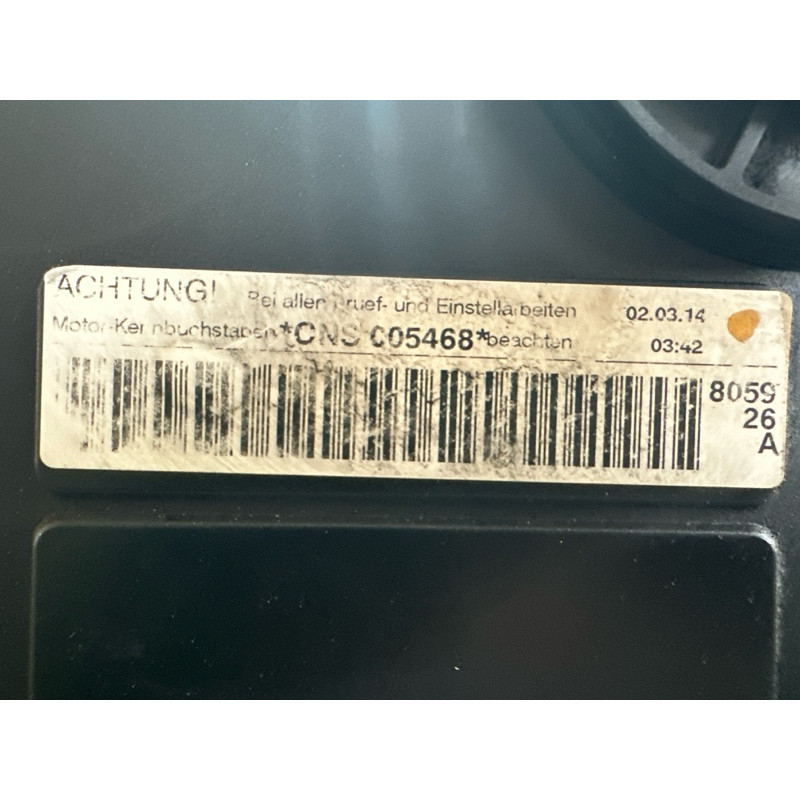 ACHTUNG! Bei allen Pruef- und Einstellarbeiten 02.03.14
Motor-Kennbuchstaben *CNS 005468* beachten 03:42
8059
26
A